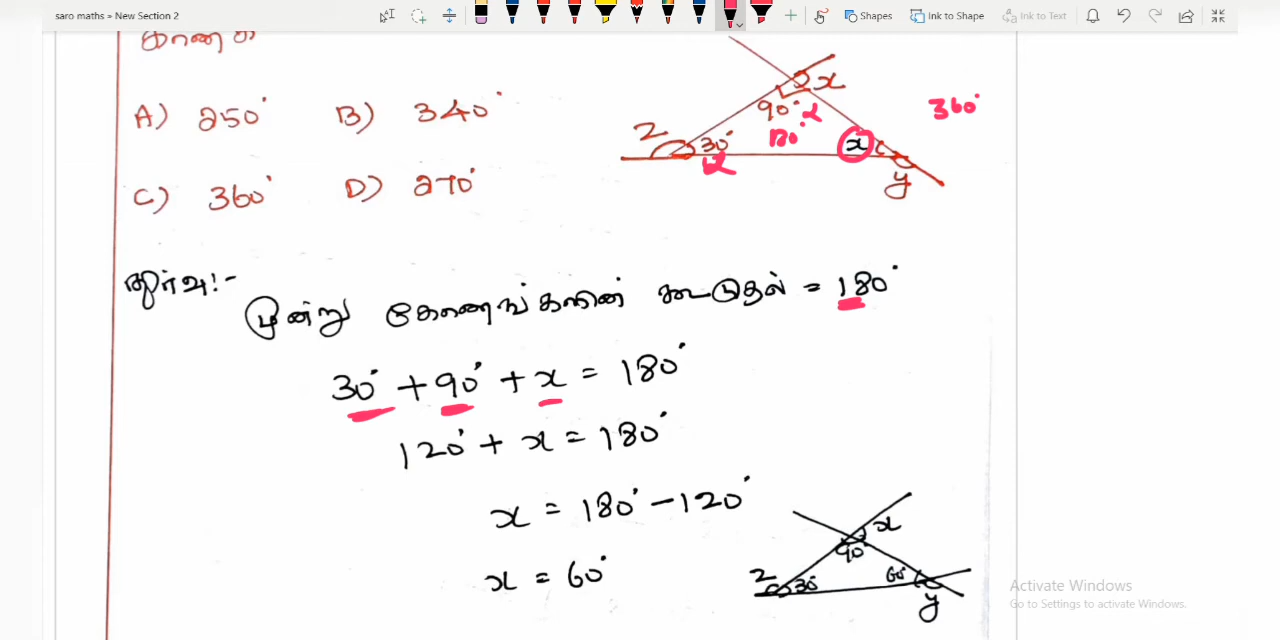 saro maths » New Section 2
Shapes
Ink to Shape
Ink to Text
காண்க
A) 250° B) 340°
C) 360° D) 270°
z 30° 90° x y
α 120° α x 360°
தீர்வு:-
மூன்று கோணங்களின் கூடுதல் = 180°
30° + 90° + x = 180°
120° + x = 180°
x = 180° - 120°
x = 60°
z 30° 90° x 60° y
Activate Windows
Go to Settings to activate Windows.